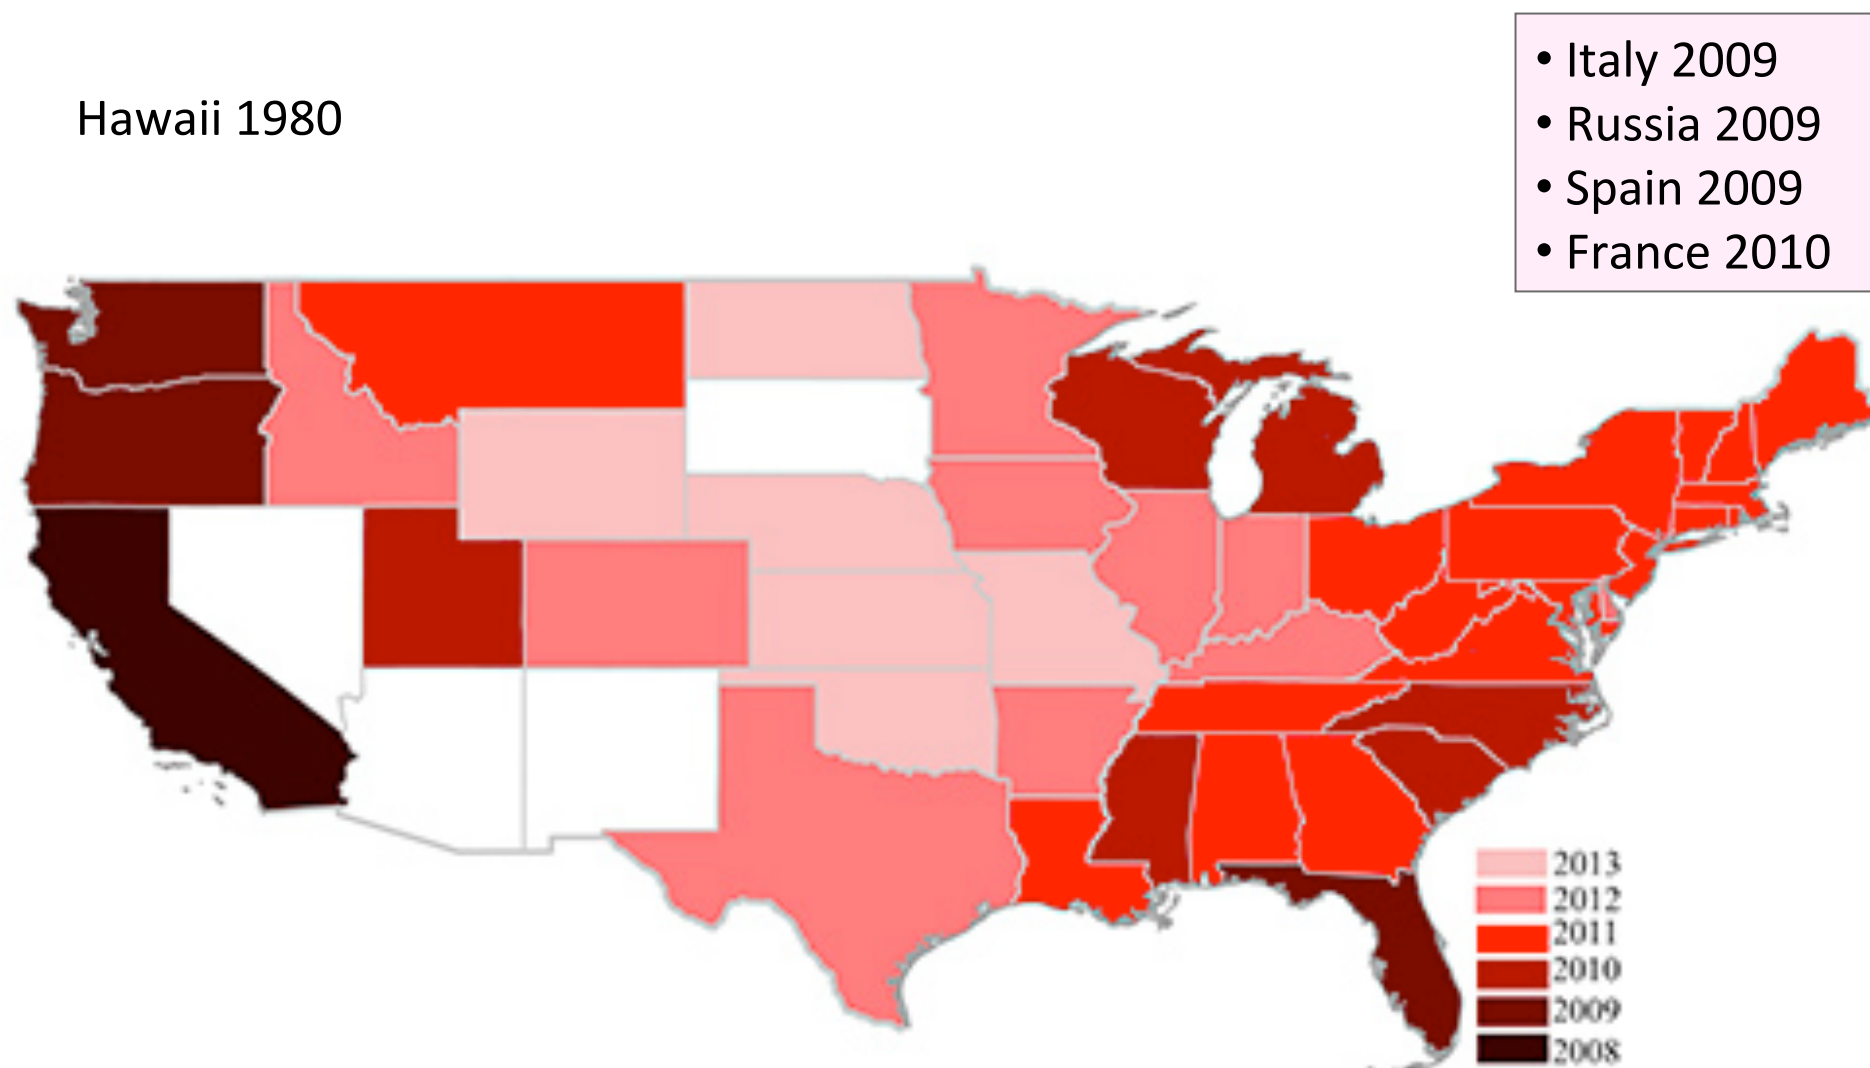 Hawaii 1980
• Italy 2009
• Russia 2009
• Spain 2009
• France 2010
2013
2012
2011
2010
2009
2008